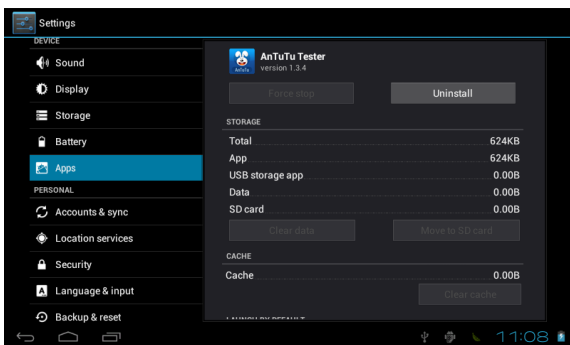 Settings
DEVICE
Sound
Display
Storage
Battery
Apps
PERSONAL
Accounts & sync
Location services
Security
Language & input
Backup & reset
AnTuTu Tester
version 1.3.4
Force stop
Uninstall
STORAGE
Total 624KB
App 624KB
USB storage app 0.00B
Data 0.00B
SD card 0.00B
Clear data
Move to SD card
CACHE
Cache 0.00B
Clear cache
LAUNCH BY DEFAULT
11:08